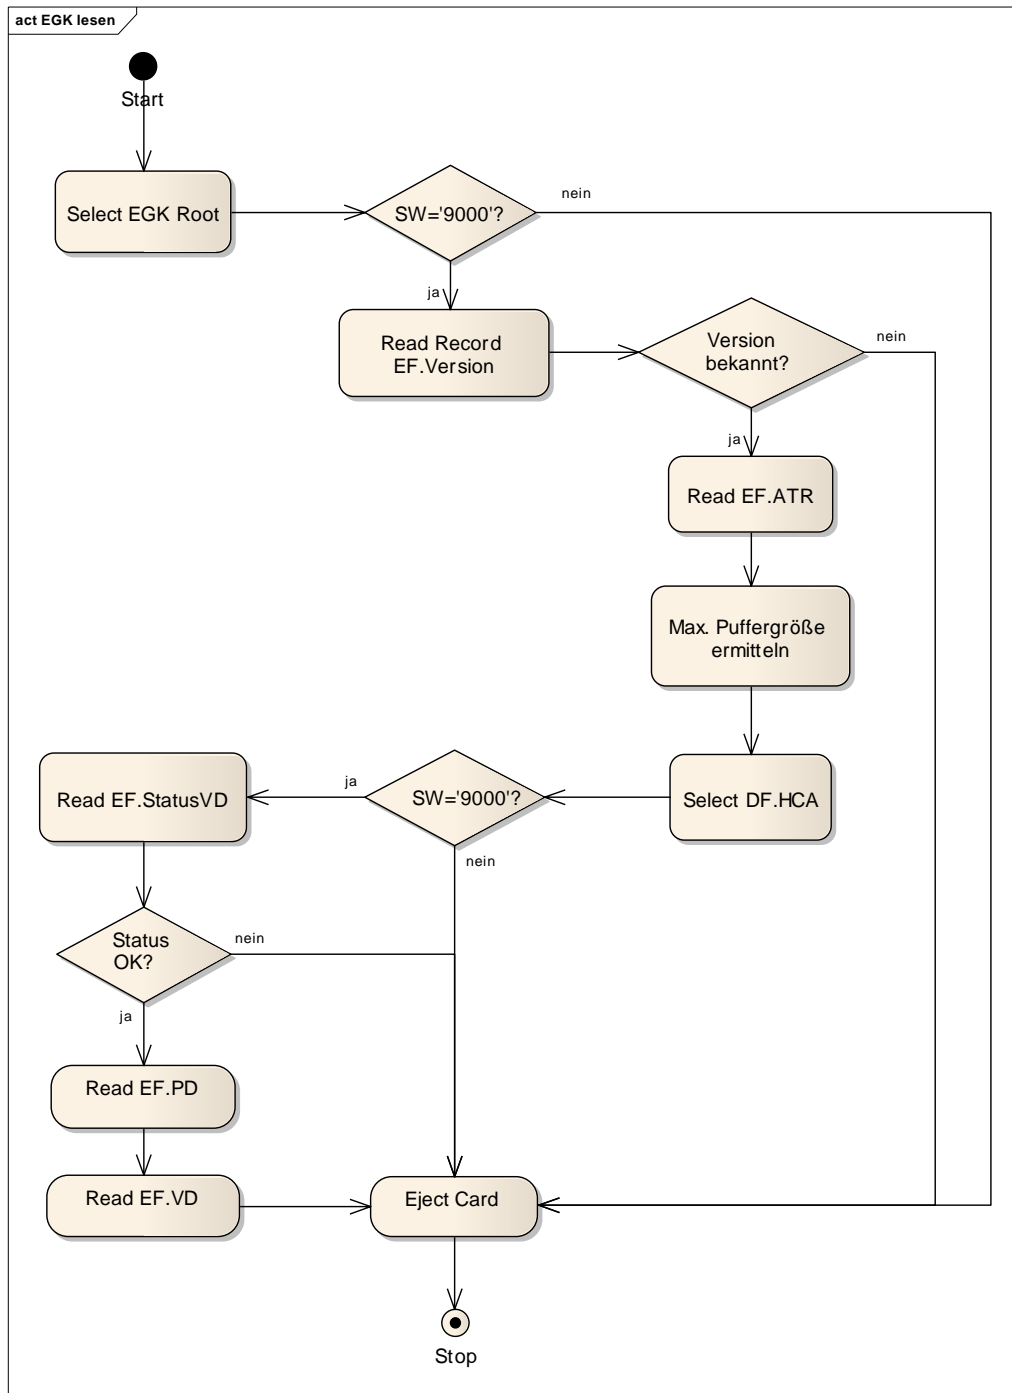 act EGK lesen
Start
Select EGK Root
SW='9000'?
nein
ja
Read Record
EF.Version
Version
bekannt?
nein
ja
Read EF.ATR
Max. Puffergröße
ermitteln
Select DF.HCA
SW='9000'?
ja
nein
Read EF.StatusVD
Status
OK?
nein
ja
Read EF.PD
Read EF.VD
Eject Card
Stop